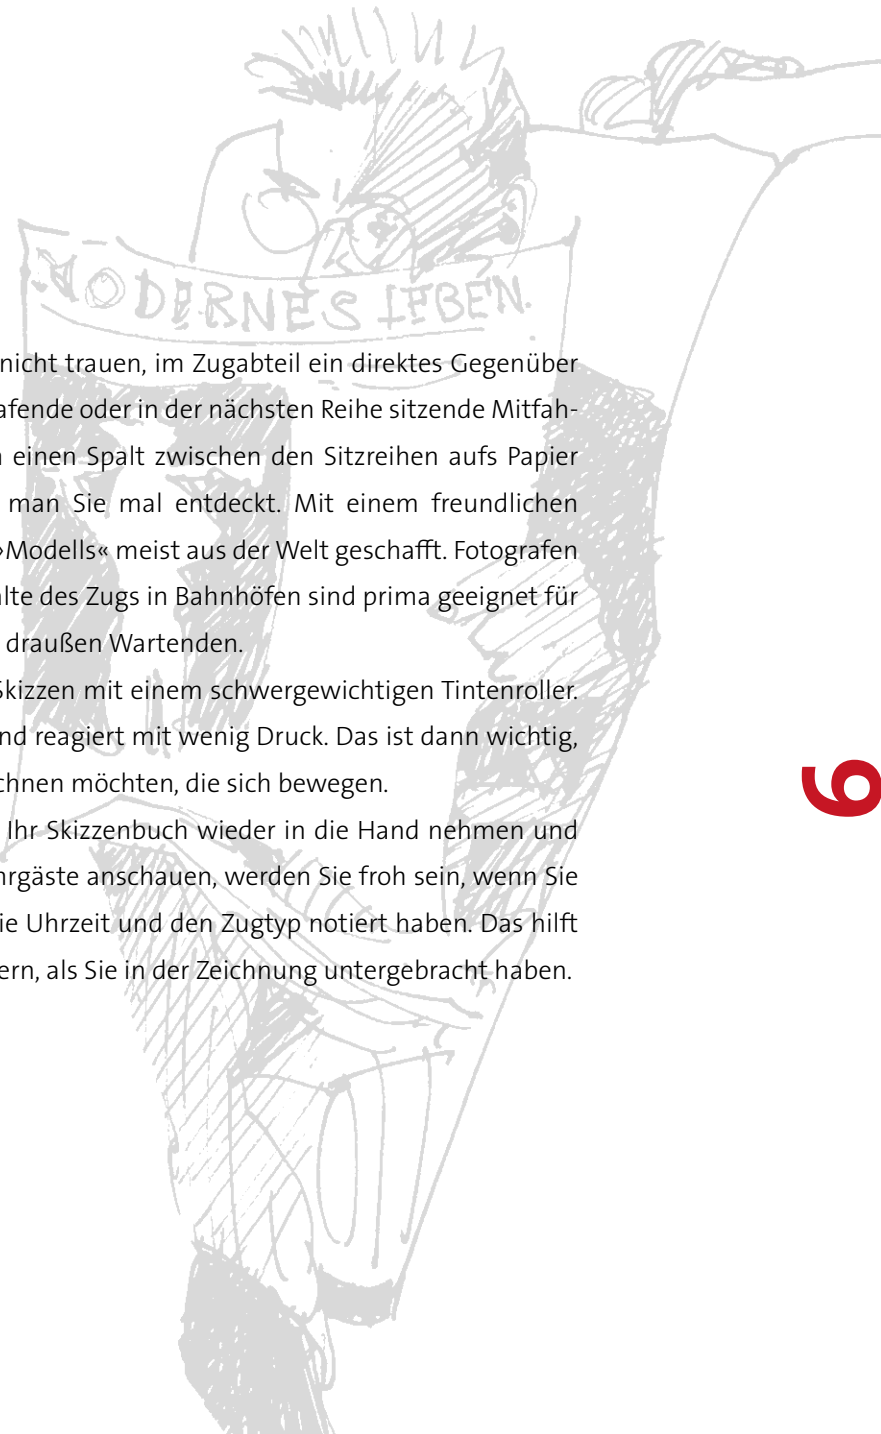 MODERNES LEBEN.
nicht trauen, im Zugabteil ein direktes Gegenüber
afende oder in der nächsten Reihe sitzende Mitfah-
einen Spalt zwischen den Sitzreihen aufs Papier
man Sie mal entdeckt. Mit einem freundlichen
»Modells« meist aus der Welt geschafft. Fotografen
alte des Zugs in Bahnhöfen sind prima geeignet für
draußen Wartenden.
Skizzen mit einem schwergewichtigen Tintenroller.
nd reagiert mit wenig Druck. Das ist dann wichtig,
chnen möchten, die sich bewegen.
Ihr Skizzenbuch wieder in die Hand nehmen und
hrgäste anschauen, werden Sie froh sein, wenn Sie
ie Uhrzeit und den Zugtyp notiert haben. Das hilft
ern, als Sie in der Zeichnung untergebracht haben.